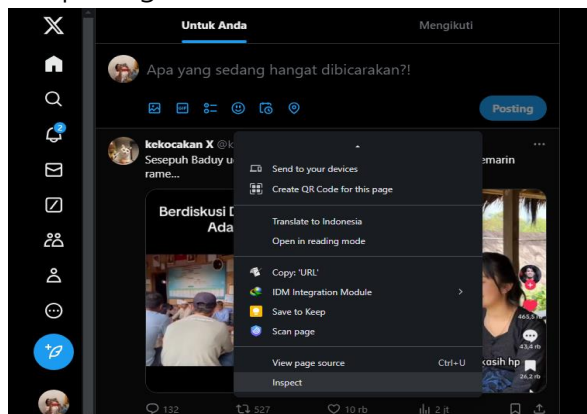 Untuk Anda
Mengikuti
Apa yang sedang hangat dibicarakan?!
GIF
Posting
2
kekocakan X @k
Sesepuh Baduy u
emarin
rame...
Send to your devices
Create QR Code for this page
Translate to Indonesia
Open in reading mode
Copy: 'URL'
IDM Integration Module
Save to Keep
Scan page
View page source Ctrl+U
Inspect
Berdiskusi
Ada
465,5 rb
43,4 rb
kasih hp
26,2 rb
132
527
10 rb
2 jt